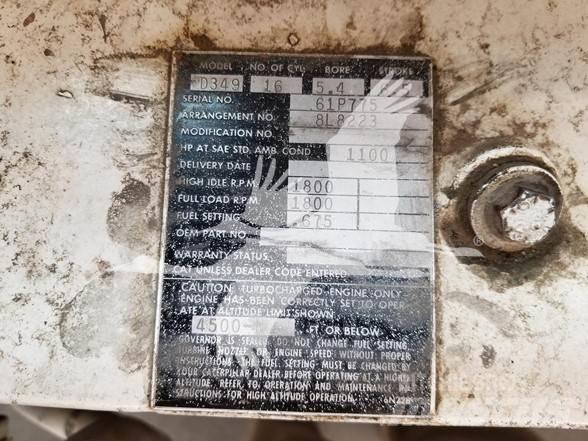 MODEL NO. OF CYL. BORE STROKE
D349 16 5.4
SERIAL NO. 61P775
ARRANGEMENT NO. 8L8223
MODIFICATION NO.
HP AT SAE STD. AMB. COND. 1100
DELIVERY DATE
HIGH IDLE R.P.M. 1800
FULL LOAD R.P.M. 1800
FUEL SETTING .675
OEM PART NO.
WARRANTY STATUS
CAT UNLESS DEALER CODE ENTERED
CAUTION: TURBOCHARGED ENGINE ONLY-
ENGINE HAS BEEN CORRECTLY SET TO OPER-
ATE AT ALTITUDE LIMIT SHOWN
4500 FT. OR BELOW.
GOVERNOR IS SEALED DO NOT CHANGE FUEL SETTING
TURBINE NOZZLE OR ENGINE SPEED WITHOUT PROPER
INSTRUCTIONS. THE FUEL SETTING MUST BE CHANGED BY
YOUR CATERPILLAR DEALER BEFORE OPERATING AT A HIGHER
ALTITUDE. REFER TO OPERATION AND MAINTENANCE IN-
STRUCTIONS FOR HIGH ALTITUDE OPERATION.